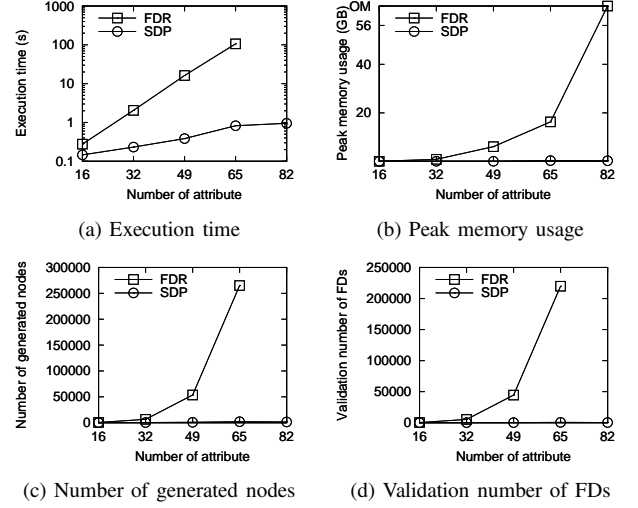 Execution time (s)
1000
100
10
1
0.1
FDR
SDP
16 32 49 65 82
Number of attribute
(a) Execution time
Peak memory usage (GB)
OM
56
40
20
FDR
SDP
16 32 49 65 82
Number of attribute
(b) Peak memory usage
Number of generated nodes
300000
250000
200000
150000
100000
50000
0
FDR
SDP
16 32 49 65 82
Number of attribute
(c) Number of generated nodes
Validation number of FDs
250000
200000
150000
100000
50000
0
FDR
SDP
16 32 49 65 82
Number of attribute
(d) Validation number of FDs